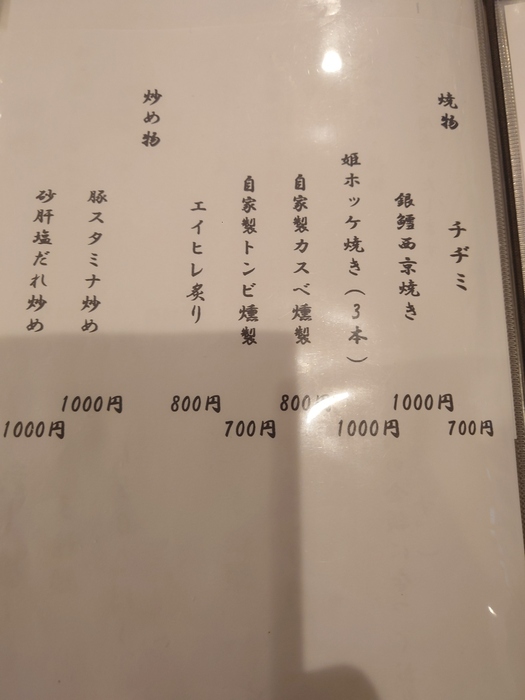 焼物
チヂミ
700円
銀鱈西京焼き
1000円
姫ホッケ焼き(3本)
1000円
自家製カスベ燻製
800円
自家製トンビ燻製
700円
エイヒレ炙り
800円
炒め物
豚スタミナ炒め
1000円
砂肝塩だれ炒め
1000円